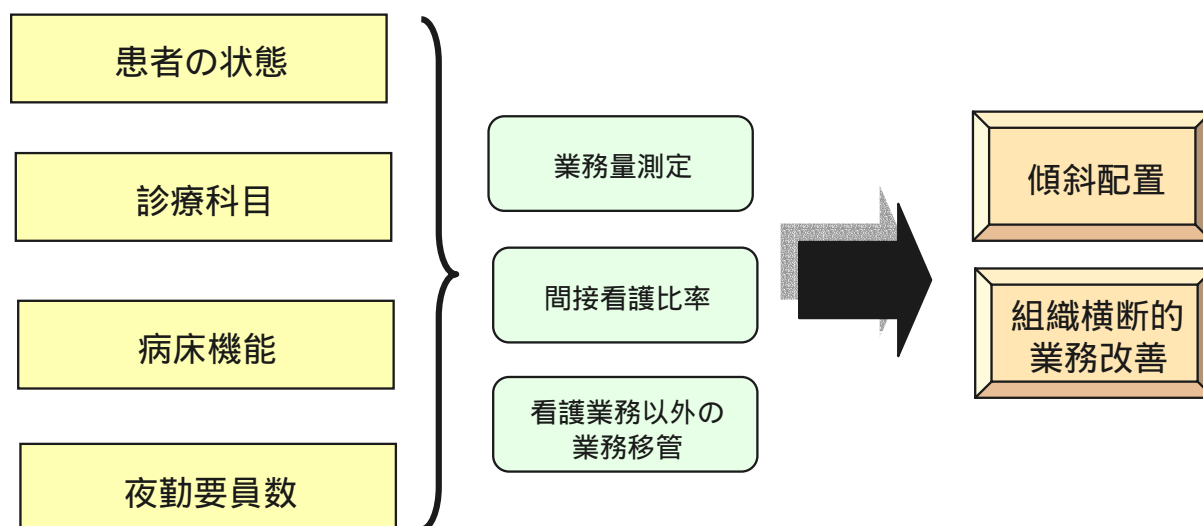 患者の状態
診療科目
病床機能
夜勤要員数
業務量測定
間接看護比率
看護業務以外の
業務移管
傾斜配置
組織横断的
業務改善